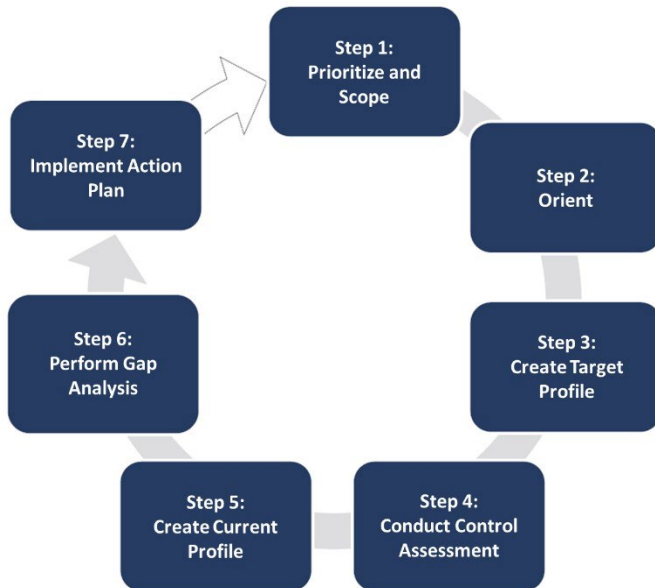 Step 1:
Prioritize and
Scope
Step 2:
Orient
Step 3:
Create Target
Profile
Step 4:
Conduct Control
Assessment
Step 5:
Create Current
Profile
Step 6:
Perform Gap
Analysis
Step 7:
Implement Action
Plan